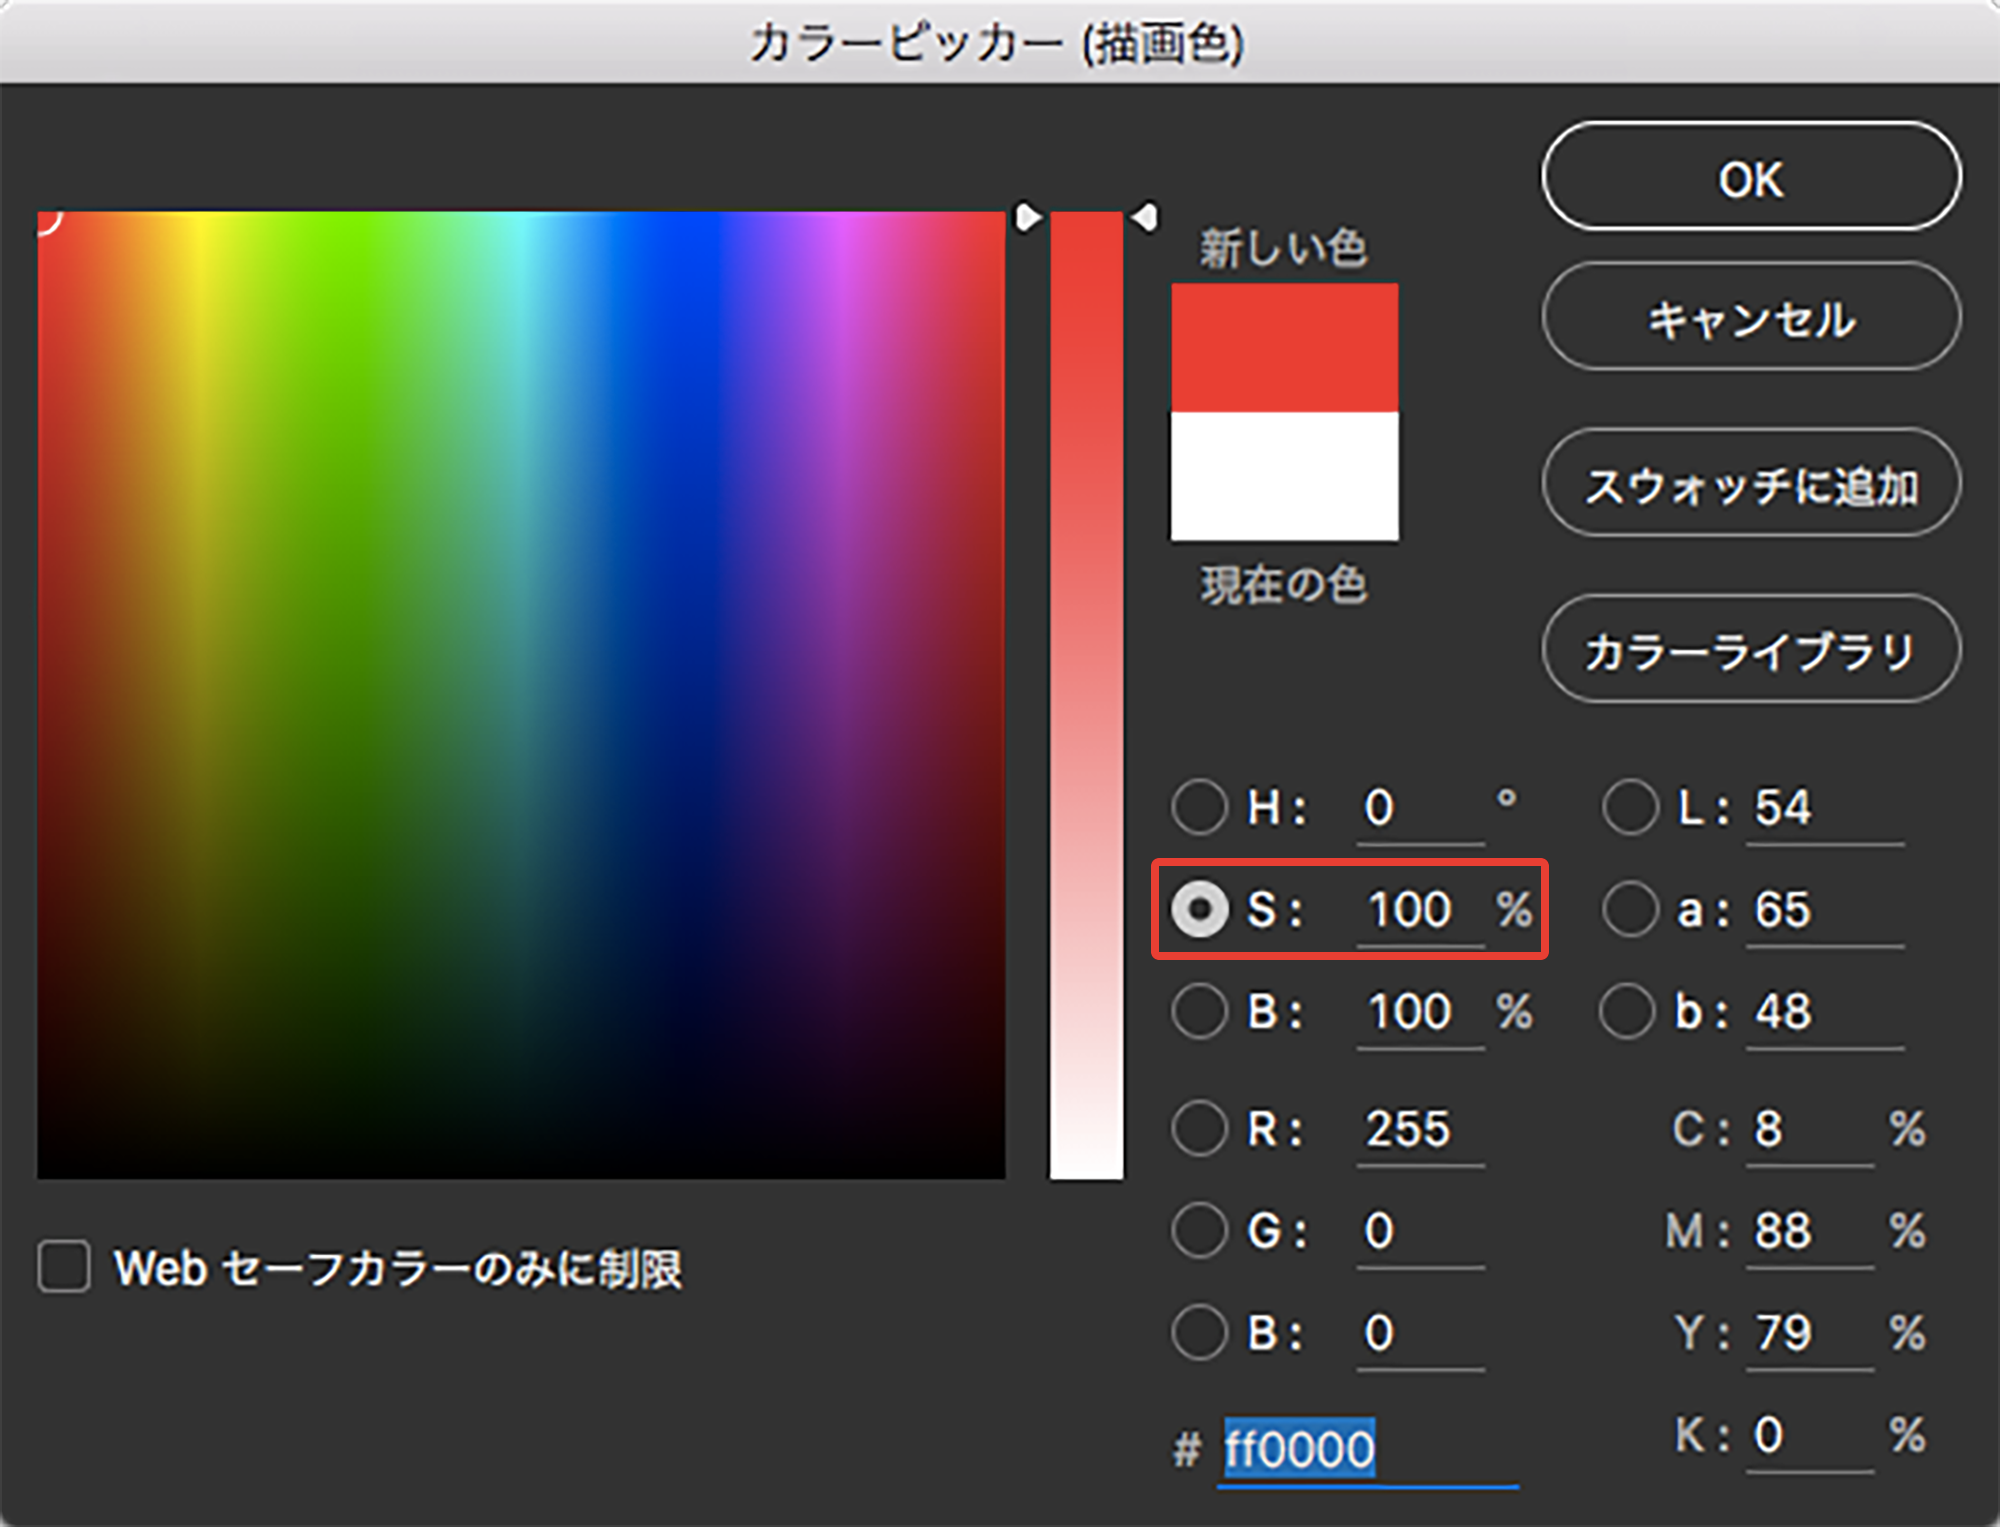 カラーピッカー (描画色)
OK
新しい色
キャンセル
スウォッチに追加
現在の色
カラーライブラリ
H : 0 °
L : 54
S : 100 %
a : 65
B : 100 %
b : 48
R : 255
C : 8 %
G : 0
M : 88 %
Web セーフカラーのみに制限
B : 0
Y : 79 %
# ff0000
K : 0 %